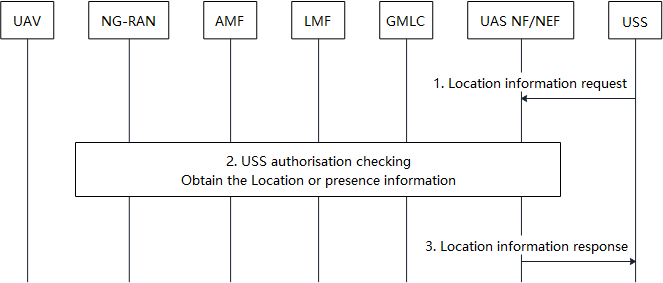 UAV
NG-RAN
AMF
LMF
GMLC
UAS NF/NEF
USS
1. Location information request
2. USS authorisation checking
Obtain the Location or presence information
3. Location information response